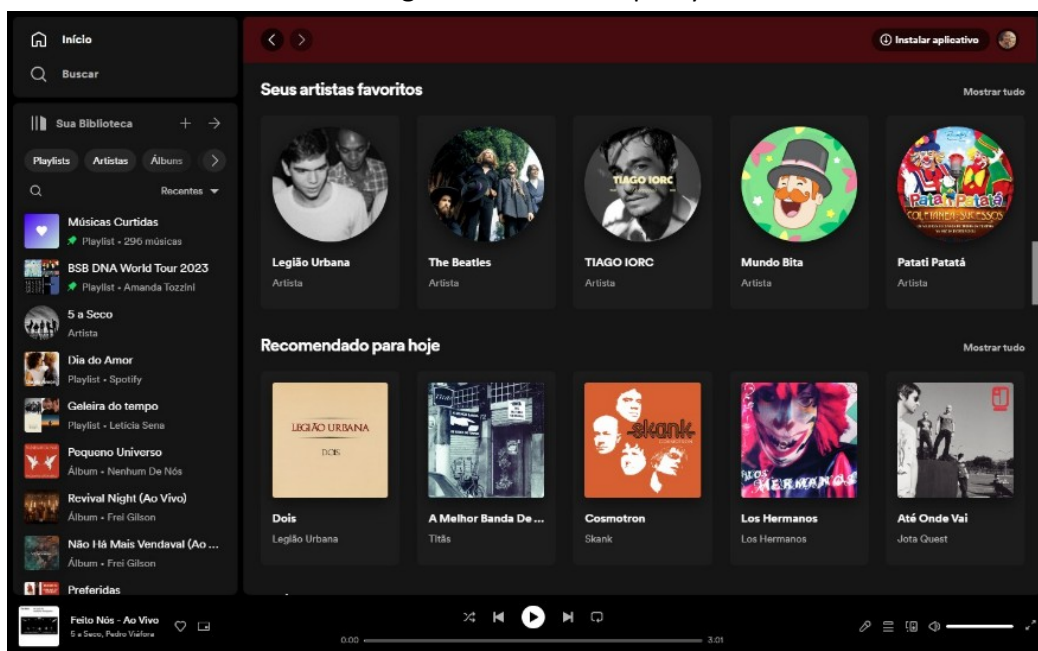 Início
Buscar
Sua Biblioteca
Playlists Artistas Álbuns
Recentes
Músicas Curtidas
Playlist • 296 músicas
BSB DNA World Tour 2023
Playlist • Amanda Tozzini
5 a Seco
Artista
Dia do Amor
Playlist • Spotify
Geleira do tempo
Playlist • Letícia Sena
Pequeno Universo
Álbum • Nenhum De Nós
Revival Night (Ao Vivo)
Álbum • Frei Gilson
Não Há Mais Vendaval (Ao ...
Álbum • Frei Gilson
Preferidas
Instalar aplicativo
Seus artistas favoritos
Mostrar tudo
TIAGO IORC
Patati Patatá
COLETÂNEA SUCESSOS
Legião Urbana
The Beatles
TIAGO IORC
Mundo Bita
Patati Patatá
Artista
Artista
Artista
Artista
Artista
Recomendado para hoje
Mostrar tudo
LEGIÃO URBANA
DOIS
skank
LOS HERMANOS
Dois
A Melhor Banda De ...
Cosmotron
Los Hermanos
Até Onde Vai
Legião Urbana
Titãs
Skank
Los Hermanos
Jota Quest
Feito Nós - Ao Vivo
5 a Seco, Pedro Viáfora
0:00
3:01